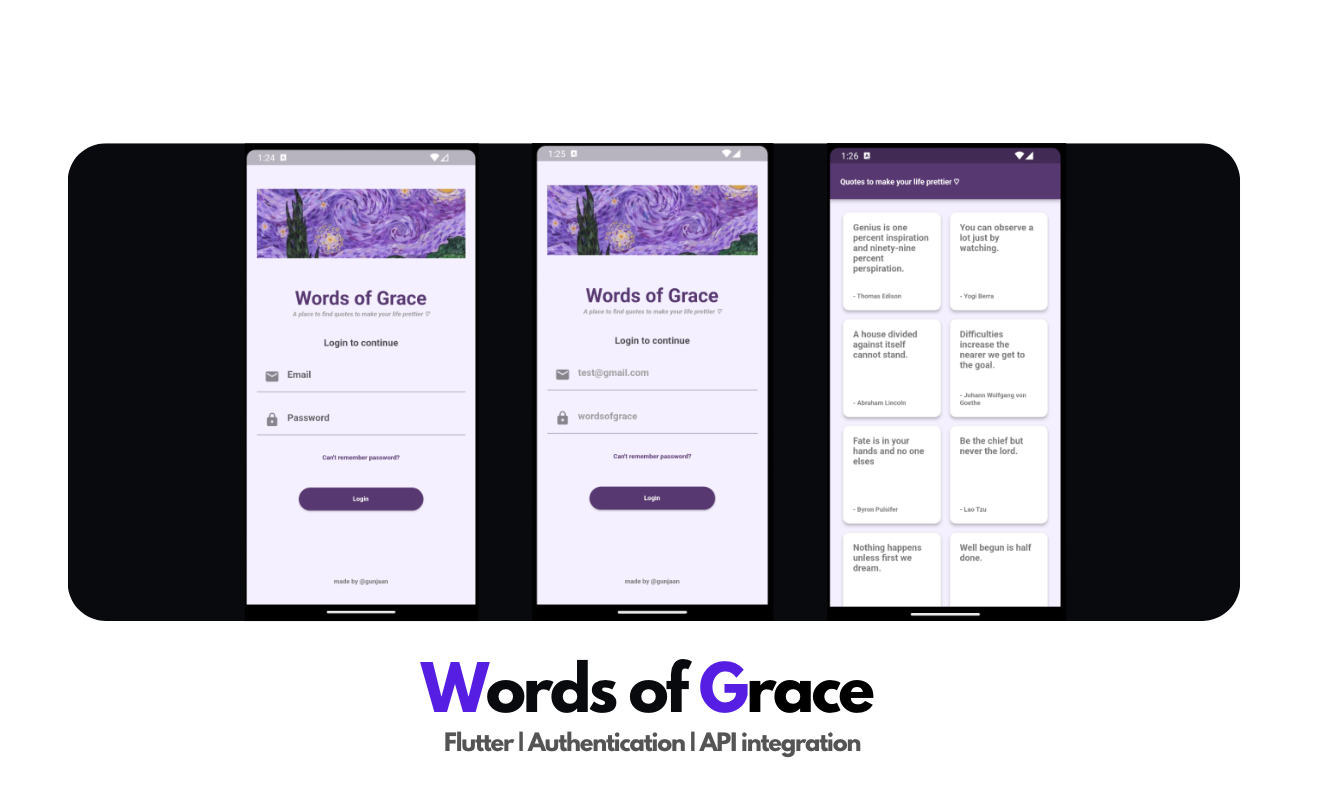 1:24
Words of Grace
A place to find quotes to make your life prettier ♡
Login to continue
Email
Password
Can't remember password?
Login
made by @gunjaan
1:25
Words of Grace
A place to find quotes to make your life prettier ♡
Login to continue
test@gmail.com
wordsofgrace
Can't remember password?
Login
made by @gunjaan
1:26
Quotes to make your life prettier ♡
Genius is one
percent inspiration
and ninety-nine
percent
perspiration.
- Thomas Edison
You can observe a
lot just by
watching.
- Yogi Berra
A house divided
against itself
cannot stand.
- Abraham Lincoln
Difficulties
increase the
nearer we get to
the goal.
- Johann Wolfgang von
Goethe
Fate is in your
hands and no one
elses
- Byron Pulsifer
Be the chief but
never the lord.
- Lao Tzu
Nothing happens
unless first we
dream.
Well begun is half
done.
Words of Grace
Flutter | Authentication | API integration